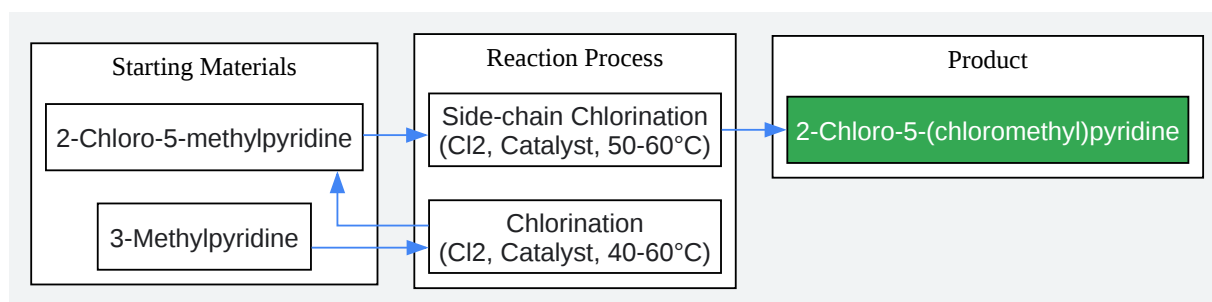 Starting Materials
2-Chloro-5-methylpyridine
3-Methylpyridine
Reaction Process
Side-chain Chlorination
(Cl2, Catalyst, 50-60°C)
Chlorination
(Cl2, Catalyst, 40-60°C)
Product
2-Chloro-5-(chloromethyl)pyridine